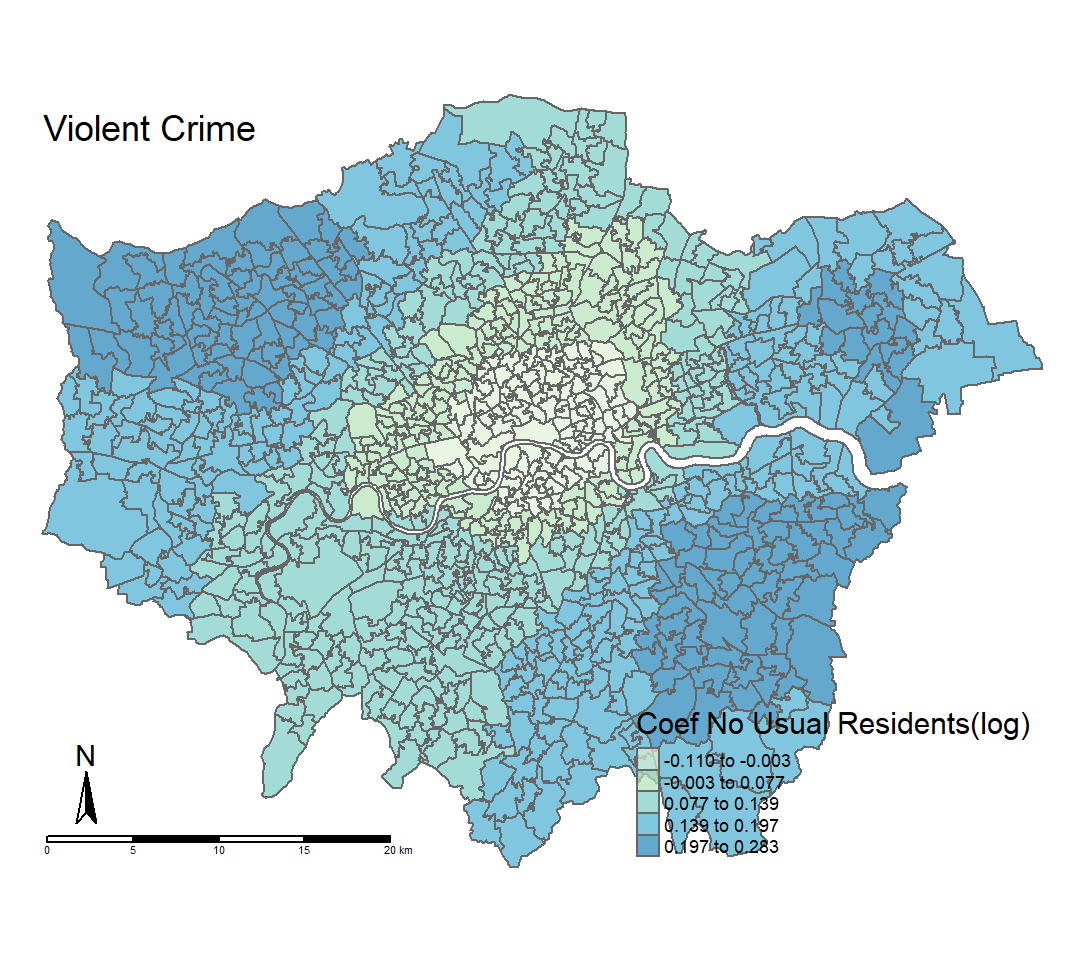 Violent Crime
Coef No Usual Residents(log)
-0.110 to -0.003
-0.003 to 0.077
0.077 to 0.139
0.139 to 0.197
0.197 to 0.283
N
0 5 10 15 20 km